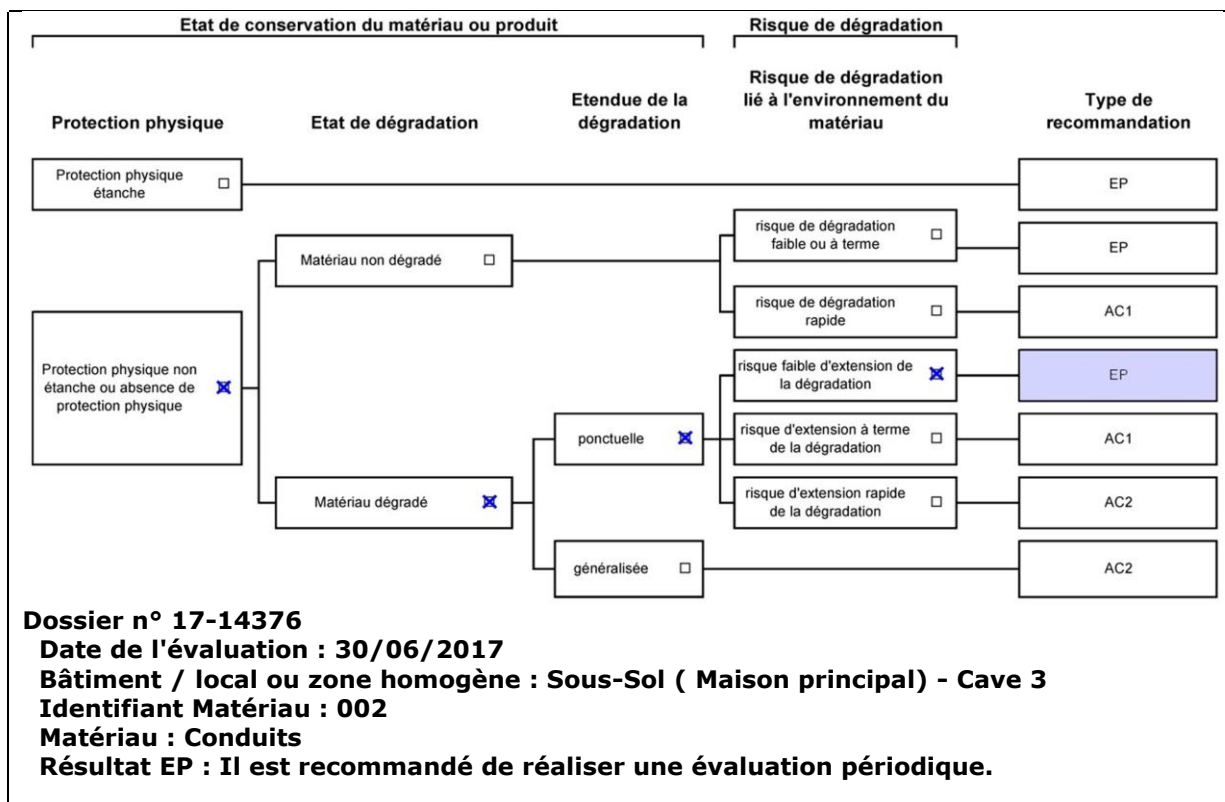 Etat de conservation du matériau ou produit
Risque de dégradation
Protection physique
Etat de dégradation
Etendue de la
dégradation
Risque de dégradation
lié à l'environnement du
matériau
Type de
recommandation
Protection physique
étanche
EP
risque de dégradation
faible ou à terme
EP
Matériau non dégradé
risque de dégradation
rapide
AC1
Protection physique non
étanche ou absence de
protection physique
risque faible d'extension de
la dégradation
EP
ponctuelle
risque d'extension à terme
de la dégradation
AC1
Matériau dégradé
risque d'extension rapide
de la dégradation
AC2
généralisée
AC2
Dossier n° 17-14376
Date de l'évaluation : 30/06/2017
Bâtiment / local ou zone homogène : Sous-Sol ( Maison principal) - Cave 3
Identifiant Matériau : 002
Matériau : Conduits
Résultat EP : Il est recommandé de réaliser une évaluation périodique.